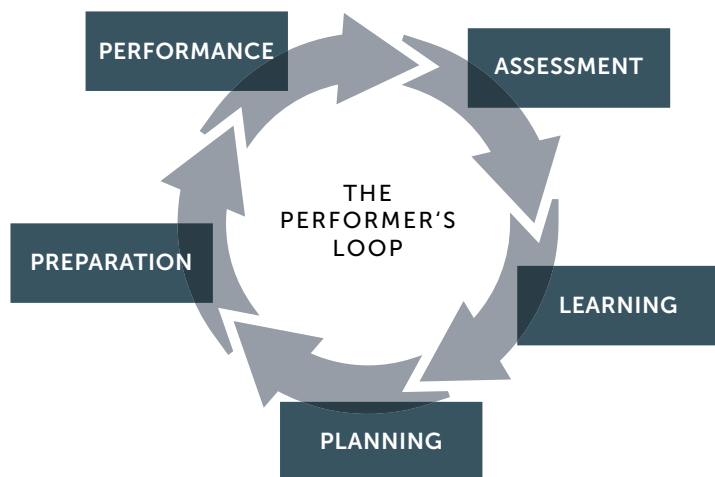 PERFORMANCE
ASSESSMENT
THE
PERFORMER‘S
LOOP
PREPARATION
LEARNING
PLANNING